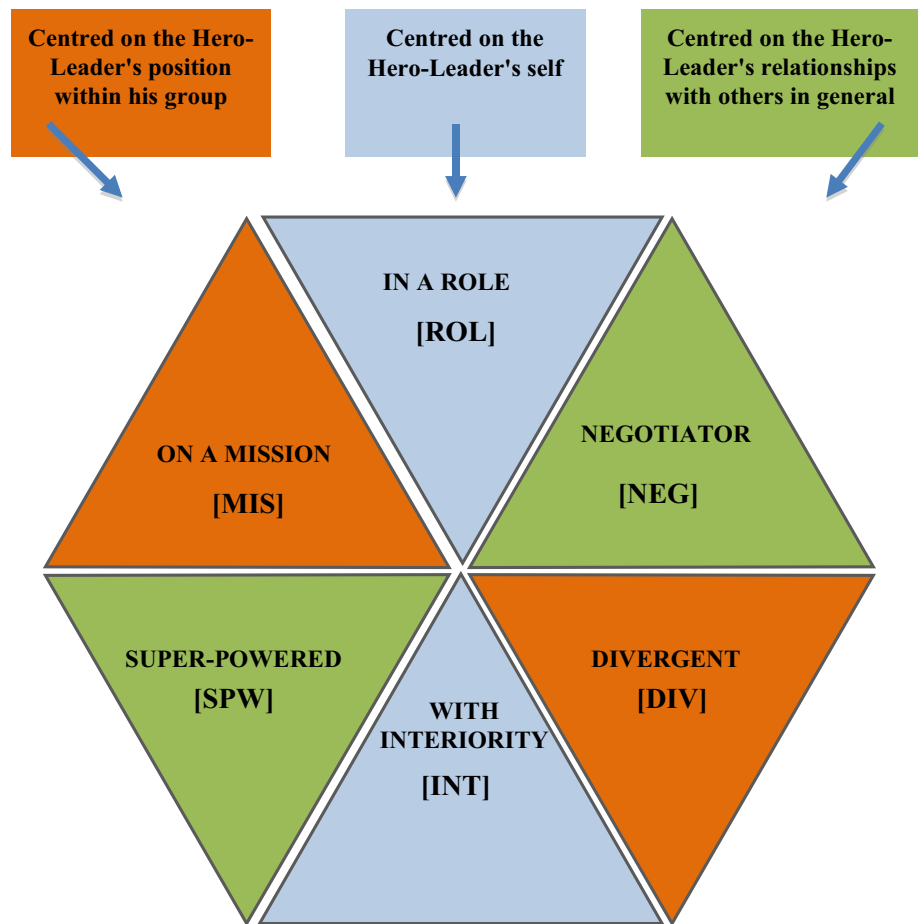 Centred on the Hero-
Leader's position
within his group
Centred on the
Hero-Leader's self
Centred on the Hero-
Leader's relationships
with others in general
IN A ROLE
[ROL]
ON A MISSION
[MIS]
NEGOTIATOR
[NEG]
SUPER-POWERED
[SPW]
WITH
INTERIORITY
[INT]
DIVERGENT
[DIV]